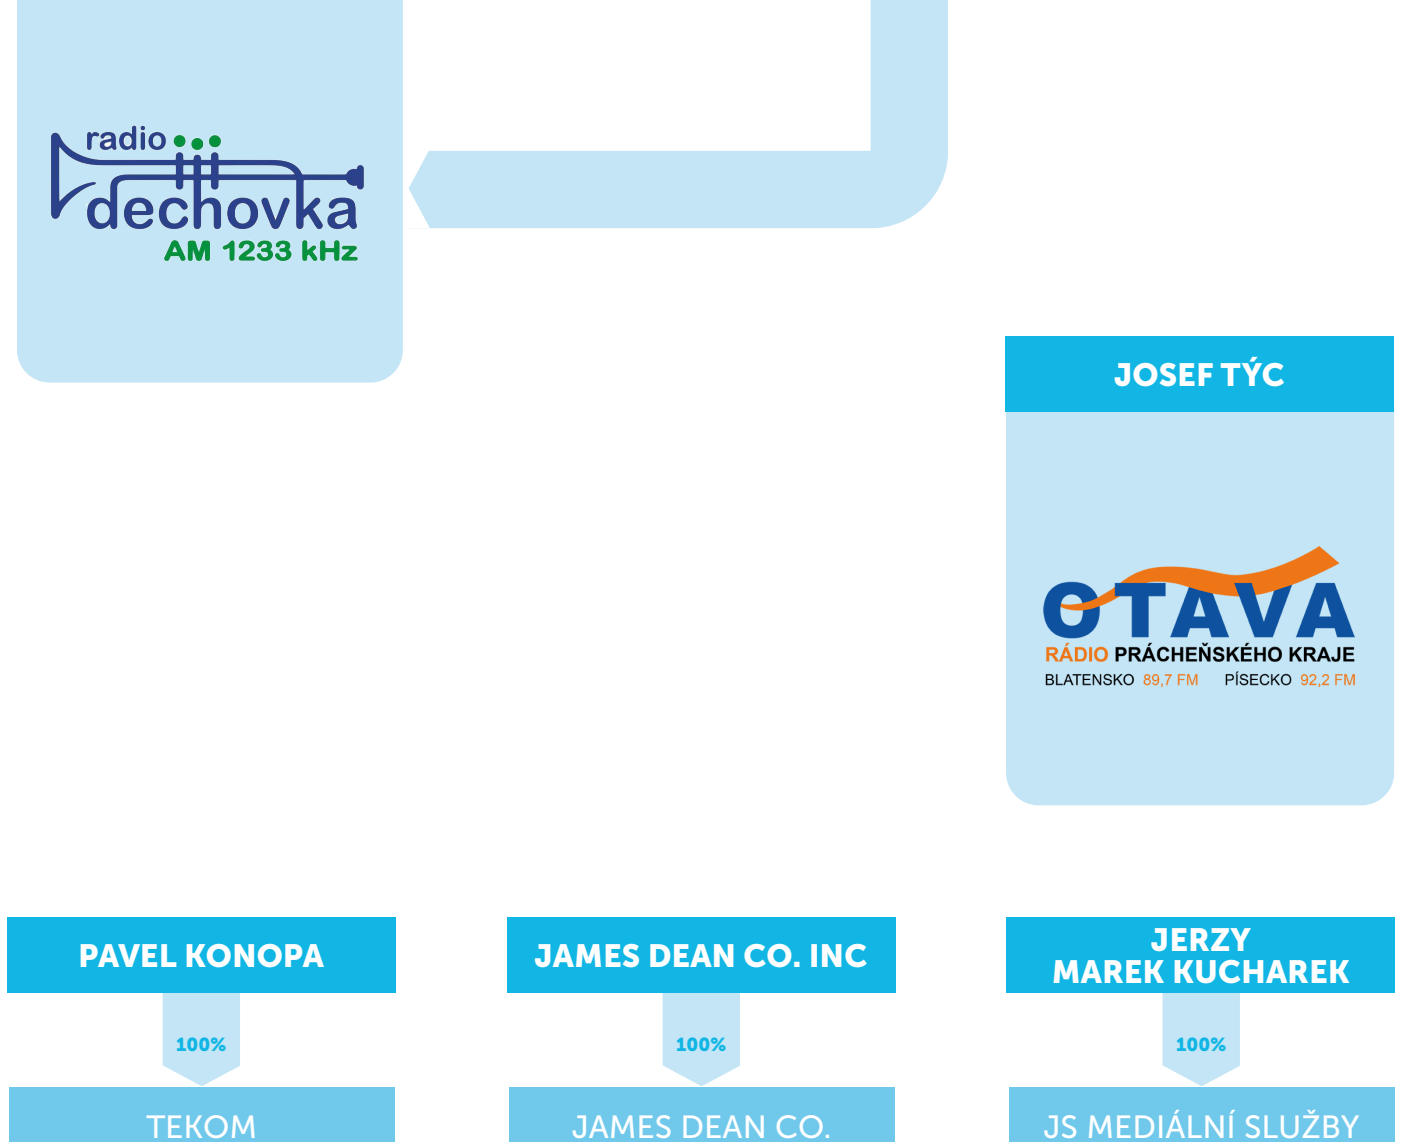 radio
dechovka
AM 1233 kHz
JOSEF TÝC
OTAVA
RÁDIO PRÁCHEŇSKÉHO KRAJE
BLATENSKO 89,7 FM PÍSECKO 92,2 FM
PAVEL KONOPA
JAMES DEAN CO. INC
JERZY
MAREK KUCHAREK
100%
100%
100%
TEKOM
JAMES DEAN CO.
JS MEDIÁLNÍ SLUŽBY